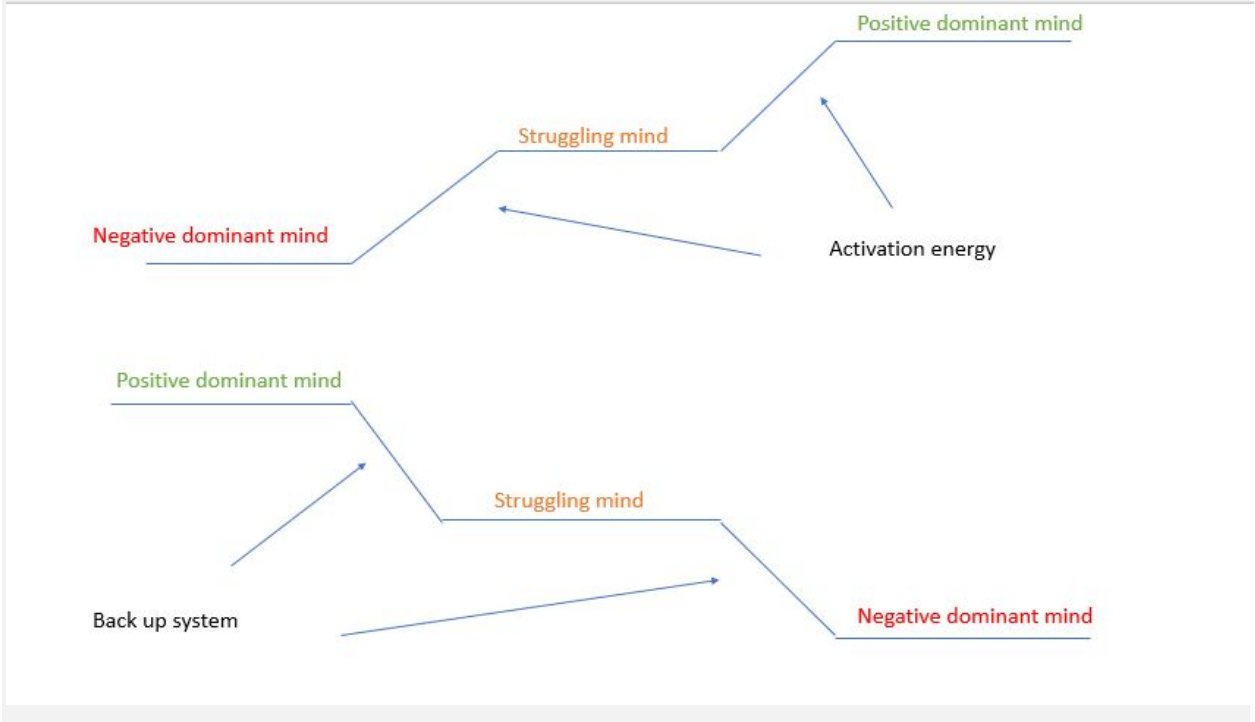 Positive dominant mind
Struggling mind
Negative dominant mind
Activation energy
Positive dominant mind
Struggling mind
Back up system
Negative dominant mind